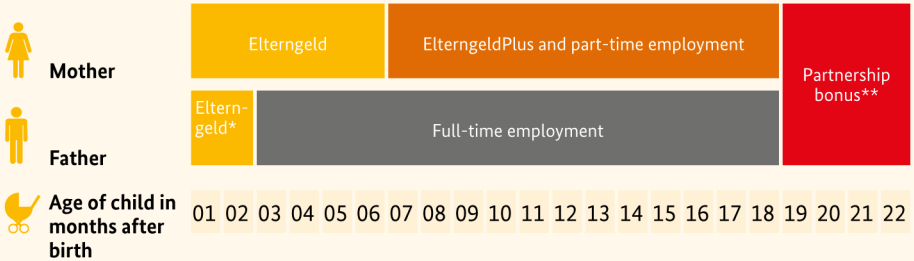 Mother
Elterngeld
ElterngeldPlus and part-time employment
Partnership
bonus**
Father
Eltern-
geld*
Full-time employment
Age of child in
months after
birth
01 02 03 04 05 06 07 08 09 10 11 12 13 14 15 16 17 18 19 20 21 22